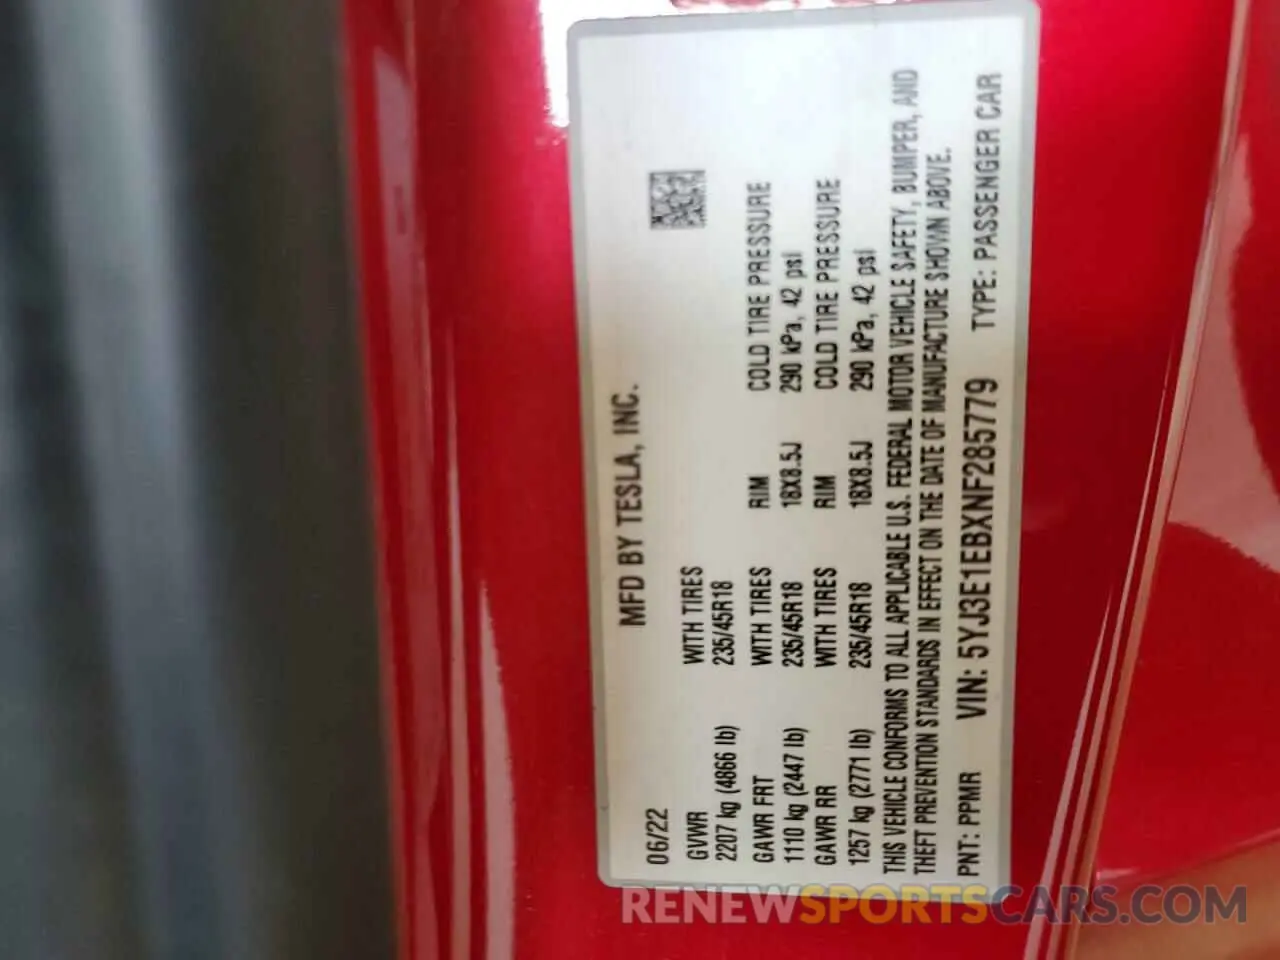 MFD BY TESLA, INC.
06/22
GVWR WITH TIRES
2207 kg (4866 lb) 235/45R18
GAWR FRT WITH TIRES RIM COLD TIRE PRESSURE
1110 kg (2447 lb) 235/45R18 18X8.5J 290 kPa, 42 psi
GAWR RR WITH TIRES RIM COLD TIRE PRESSURE
1257 kg (2771 lb) 235/45R18 18X8.5J 290 kPa, 42 psi
THIS VEHICLE CONFORMS TO ALL APPLICABLE U.S. FEDERAL MOTOR VEHICLE SAFETY, BUMPER, AND
THEFT PREVENTION STANDARDS IN EFFECT ON THE DATE OF MANUFACTURE SHOWN ABOVE.
PNT: PPMR VIN: 5YJ3E1EBXNF285779 TYPE: PASSENGER CAR
RENEWSPORTSCARS.COM